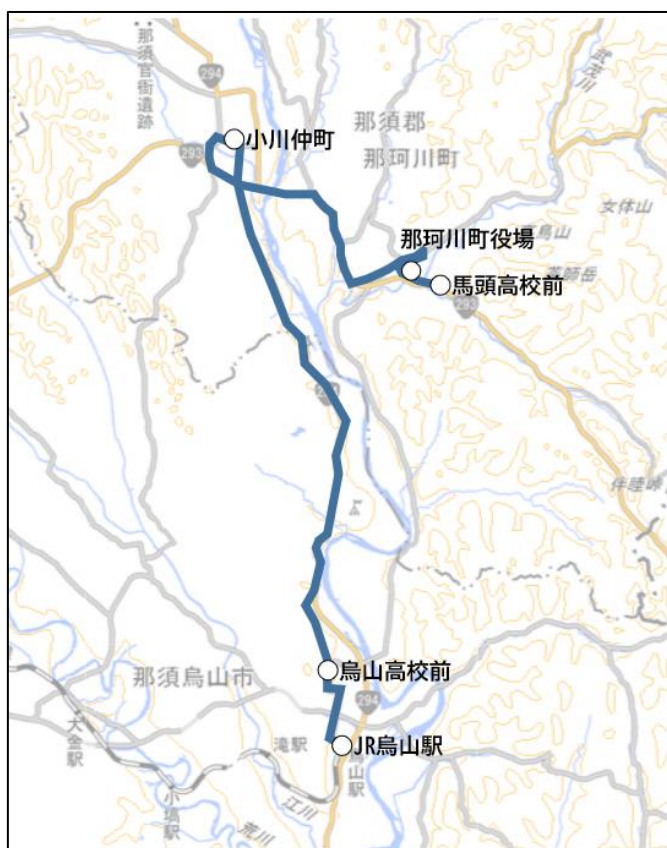 那須官衙遺跡
294
武茂川
那須郡
那珂川町
小川仲町
293
女体山
那珂川町役場
馬頭高校前
293
那須烏山市
烏山高校前
294
大金駅
滝駅
JR烏山駅
烏山駅
小塙駅
江川
荒川